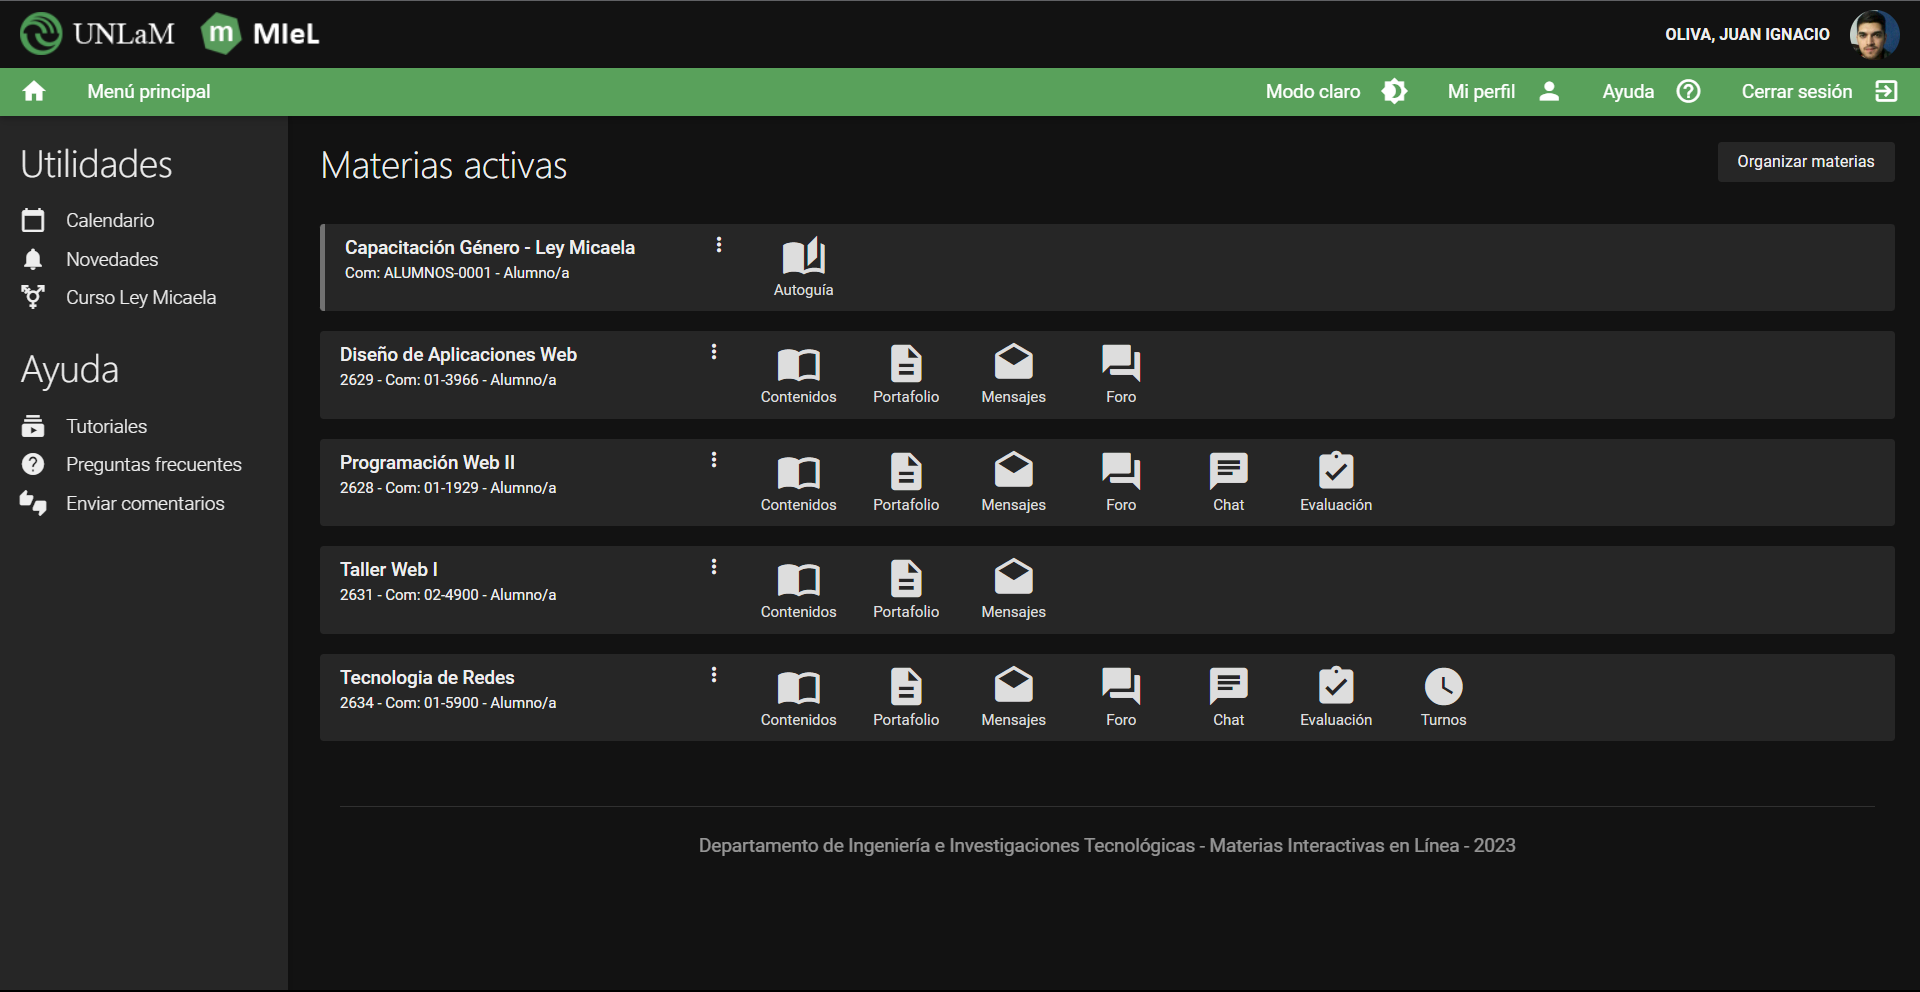 UNLaM
m MIeL
OLIVA, JUAN IGNACIO
Menú principal
Modo claro
Mi perfil
Ayuda
Cerrar sesión
Utilidades
Calendario
Novedades
Curso Ley Micaela
Ayuda
Tutoriales
Preguntas frecuentes
Enviar comentarios
Materias activas
Organizar materias
Capacitación Género - Ley Micaela
Com: ALUMNOS-0001 - Alumno/a
Autoguía
Diseño de Aplicaciones Web
2629 - Com: 01-3966 - Alumno/a
Contenidos Portafolio Mensajes Foro
Programación Web II
2628 - Com: 01-1929 - Alumno/a
Contenidos Portafolio Mensajes Foro Chat Evaluación
Taller Web I
2631 - Com: 02-4900 - Alumno/a
Contenidos Portafolio Mensajes
Tecnologia de Redes
2634 - Com: 01-5900 - Alumno/a
Contenidos Portafolio Mensajes Foro Chat Evaluación Turnos
Departamento de Ingeniería e Investigaciones Tecnológicas - Materias Interactivas en Línea - 2023